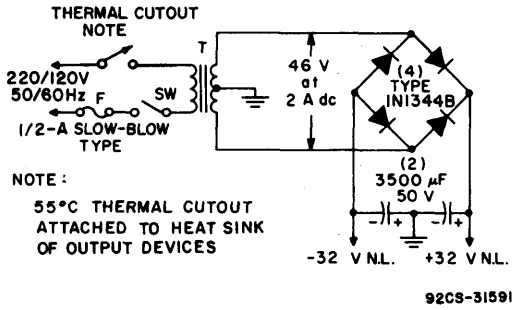 THERMAL CUTOUT
NOTE
T
220/120V
50/60Hz
F
SW
1/2-A SLOW-BLOW
TYPE
46 V
at
2 A dc
(4)
TYPE
IN1344B
(2)
3500 μF
50 V
- + - +
-32 V N.L.
+32 V N.L.
NOTE:
55°C THERMAL CUTOUT
ATTACHED TO HEAT SINK
OF OUTPUT DEVICES
92CS-31591